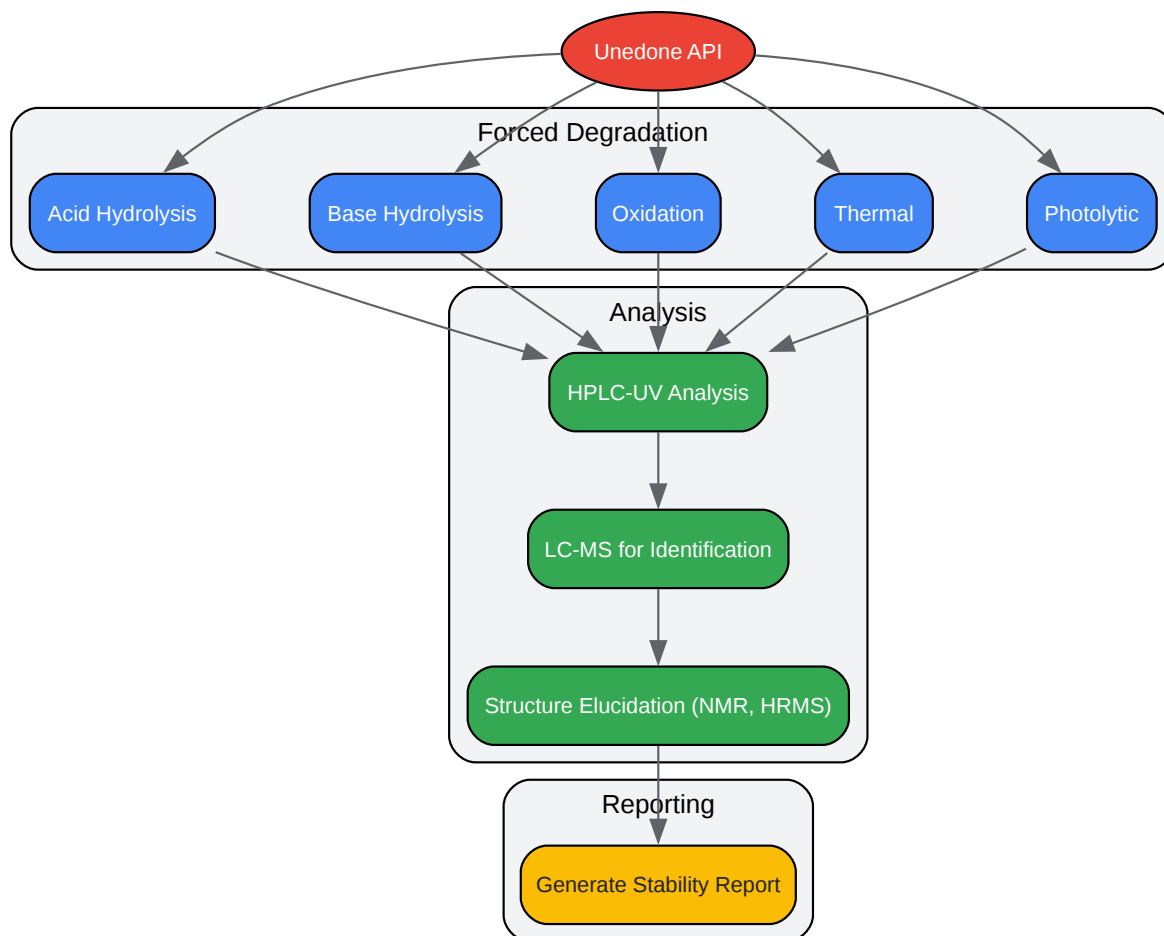 Unedone API
Forced Degradation
Acid Hydrolysis
Base Hydrolysis
Oxidation
Thermal
Photolytic
Analysis
HPLC-UV Analysis
LC-MS for Identification
Structure Elucidation (NMR, HRMS)
Reporting
Generate Stability Report